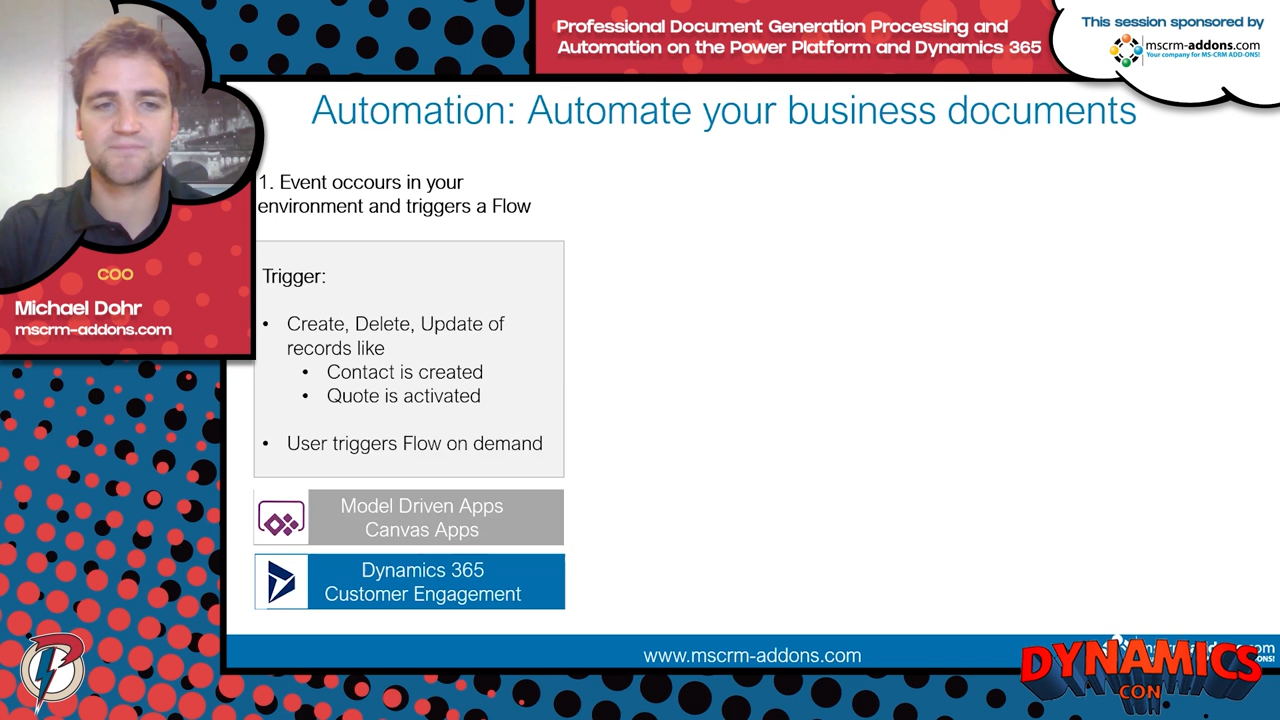 Professional Document Generation Processing and
Automation on the Power Platform and Dynamics 365
This session sponsored by
mscrm-addons.com
Your company for MS-CRM ADD-ONS!
Automation: Automate your business documents
1. Event occours in your
environment and triggers a Flow
Trigger:
• Create, Delete, Update of
records like
• Contact is created
• Quote is activated
• User triggers Flow on demand
Model Driven Apps
Canvas Apps
Dynamics 365
Customer Engagement
COO
Michael Dohr
mscrm-addons.com
www.mscrm-addons.com
DYNAMICS
CON